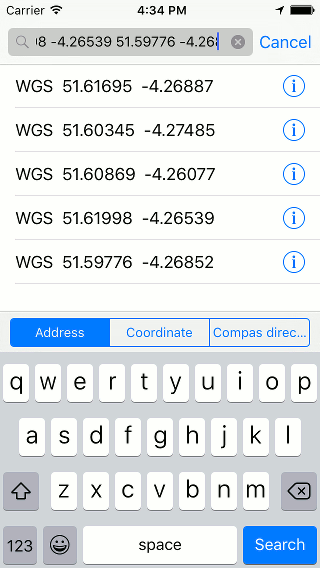 Carrier 4:34 PM
-4.26539 51.59776 -4.268 Cancel
WGS 51.61695 -4.26887
WGS 51.60345 -4.27485
WGS 51.60869 -4.26077
WGS 51.61998 -4.26539
WGS 51.59776 -4.26852
Address Coordinate Compas direc...
q w e r t y u i o p
a s d f g h j k l
z x c v b n m
123 space Search